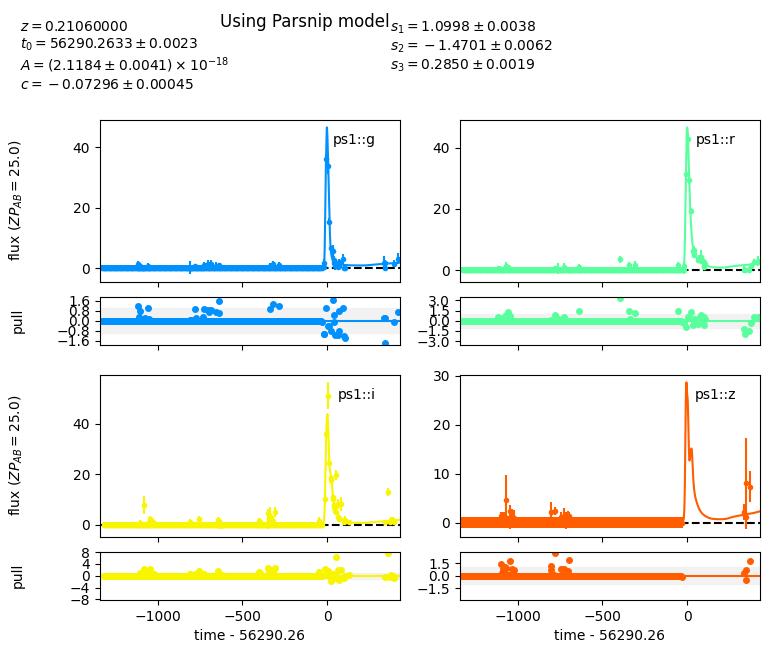 Using Parsnip model
z = 0.21060000
t0 = 56290.2633 ± 0.0023
A = (2.1184 ± 0.0041) × 10^−18
c = −0.07296 ± 0.00045
s1 = 1.0998 ± 0.0038
s2 = −1.4701 ± 0.0062
s3 = 0.2850 ± 0.0019
flux (ZP_AB = 25.0)
40
20
0
ps1::g
40
20
0
ps1::r
pull
1.6
0.8
0.0
−0.8
−1.6
3.0
1.5
0.0
−1.5
−3.0
flux (ZP_AB = 25.0)
40
20
0
ps1::i
30
20
10
0
ps1::z
pull
8
4
0
−4
−8
1.5
0.0
−1.5
−1000 −500 0
time - 56290.26
−1000 −500 0
time - 56290.26